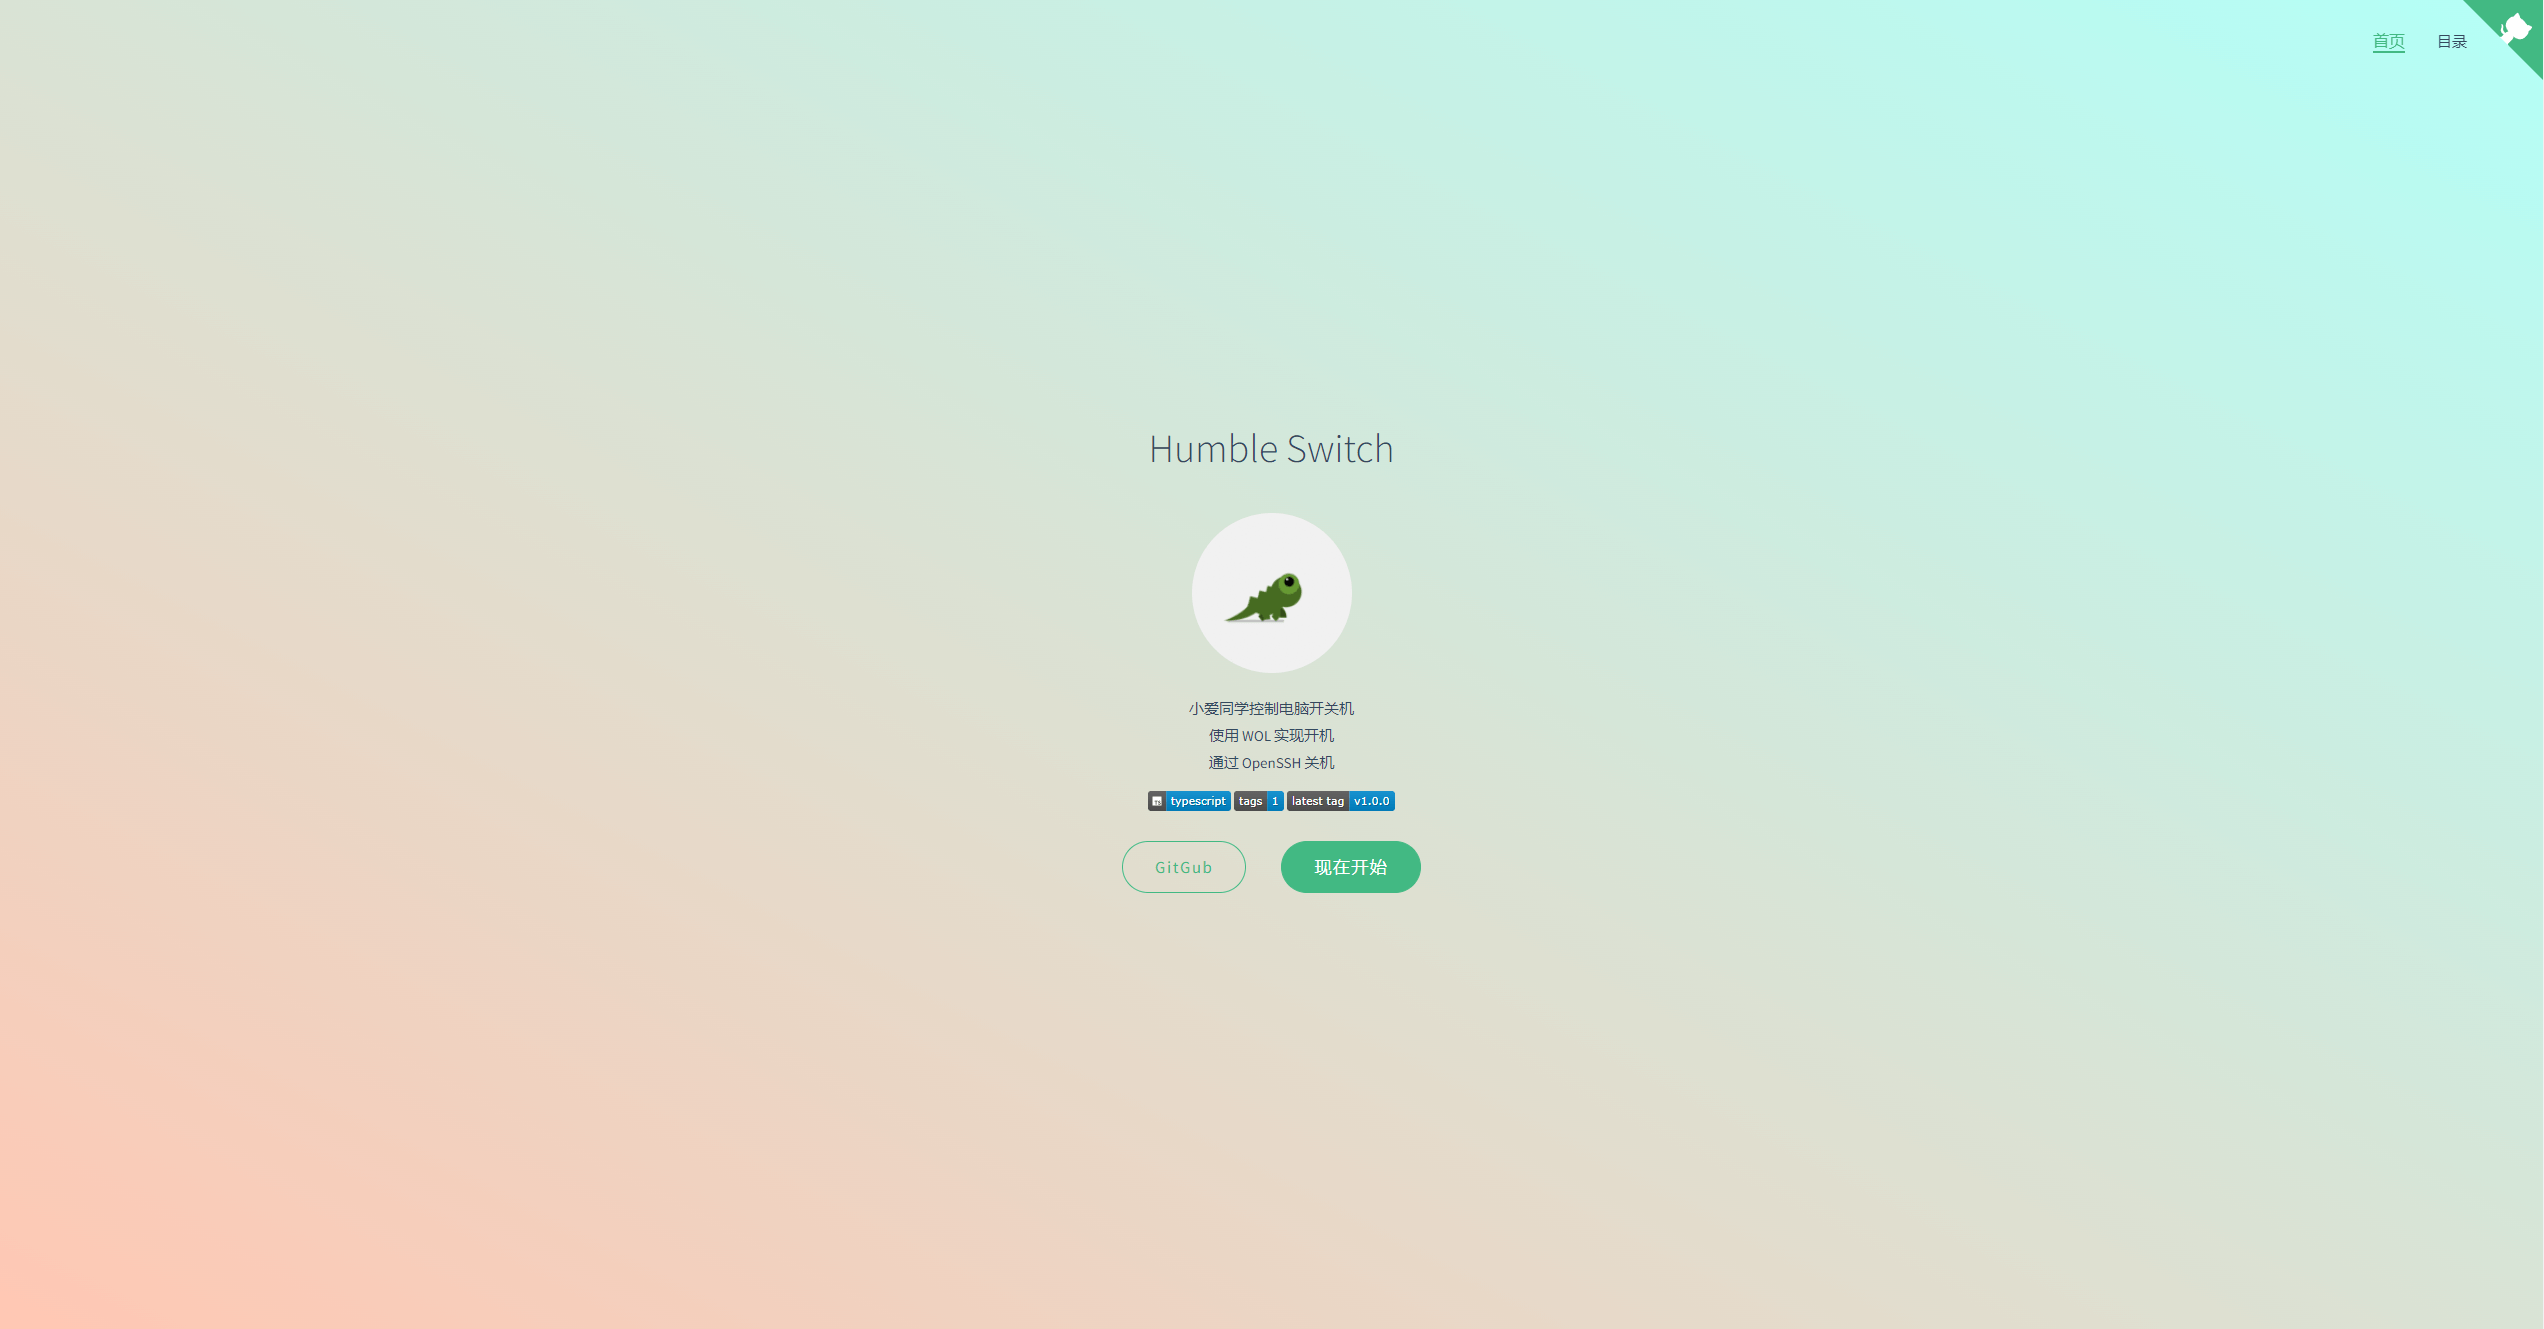 首页 目录
Humble Switch
小爱同学控制电脑开关机
使用 WOL 实现开机
通过 OpenSSH 关机
TS typescript tags 1 latest tag v1.0.0
GitGub 现在开始